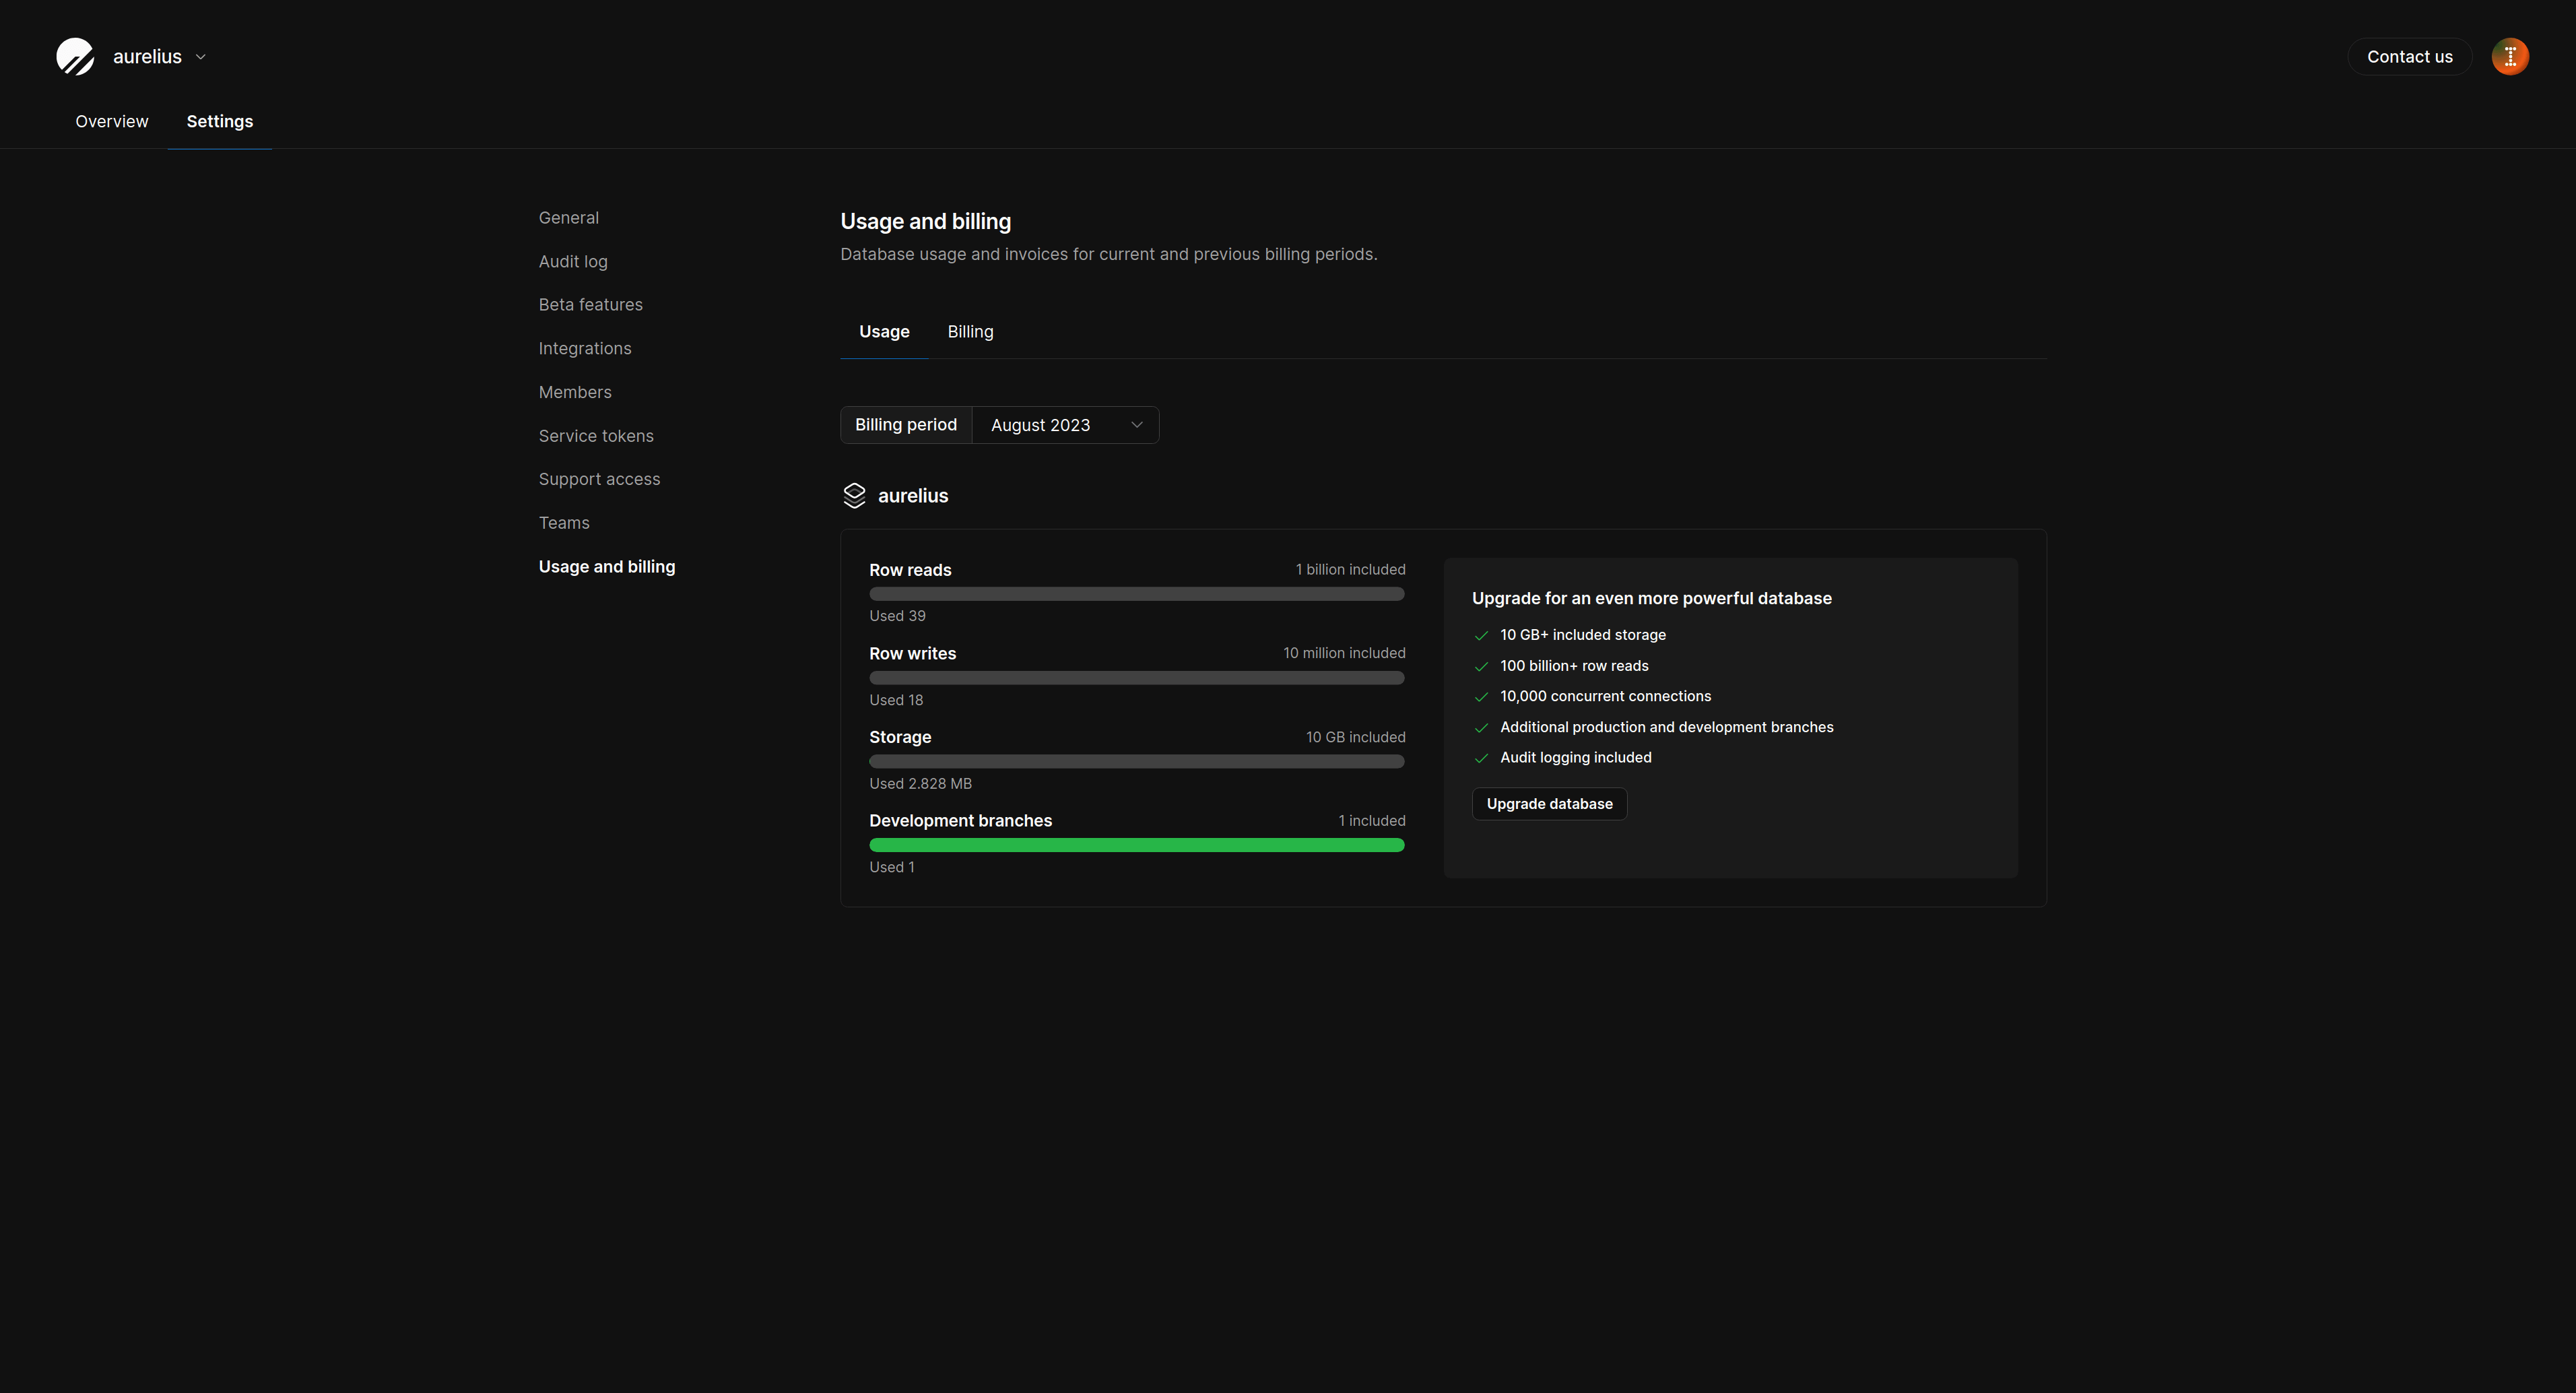 aurelius
Contact us
Overview
Settings
General
Audit log
Beta features
Integrations
Members
Service tokens
Support access
Teams
Usage and billing
Usage and billing
Database usage and invoices for current and previous billing periods.
Usage
Billing
Billing period
August 2023
aurelius
Row reads
1 billion included
Used 39
Row writes
10 million included
Used 18
Storage
10 GB included
Used 2.828 MB
Development branches
1 included
Used 1
Upgrade for an even more powerful database
10 GB+ included storage
100 billion+ row reads
10,000 concurrent connections
Additional production and development branches
Audit logging included
Upgrade database